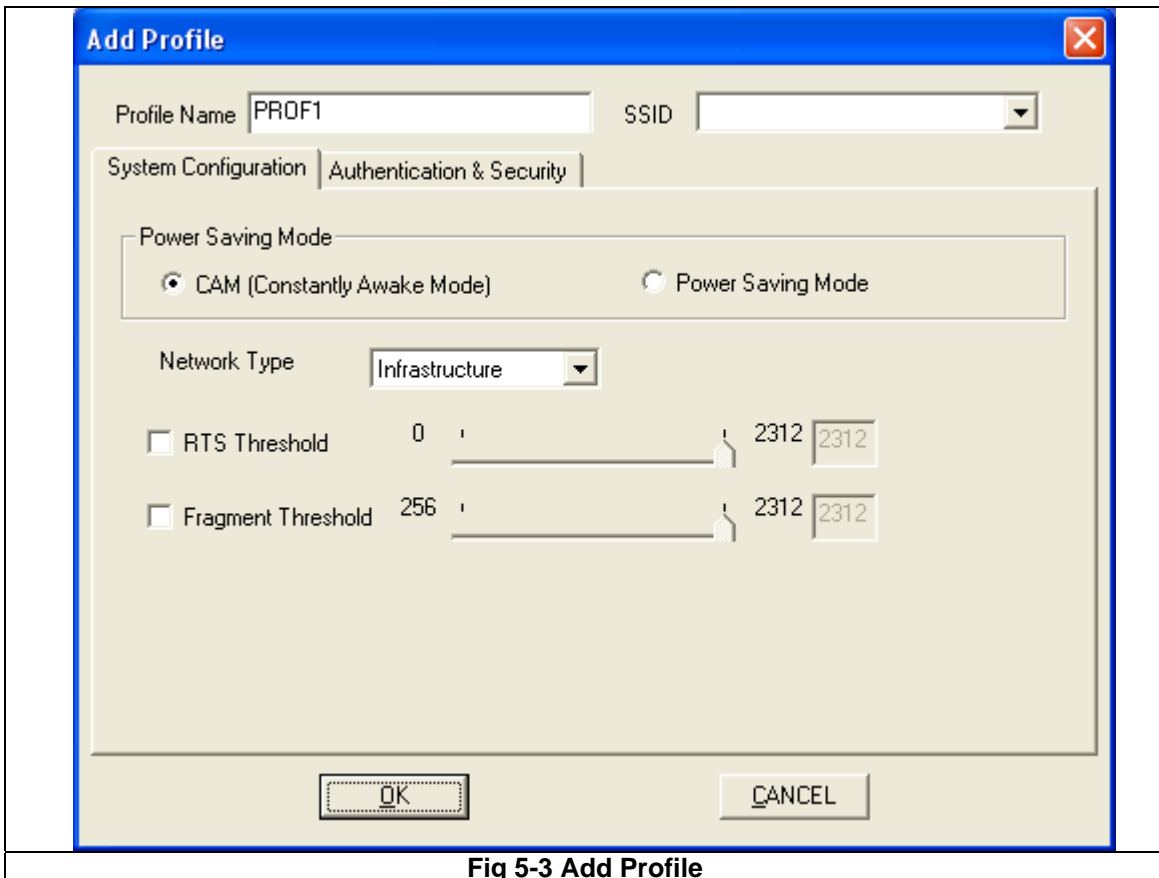 Add Profile
Profile Name PROF1 SSID
System Configuration Authentication & Security
Power Saving Mode
CAM (Constantly Awake Mode) Power Saving Mode
Network Type Infrastructure
RTS Threshold 0 2312 2312
Fragment Threshold 256 2312 2312
OK CANCEL
Fig 5-3 Add Profile